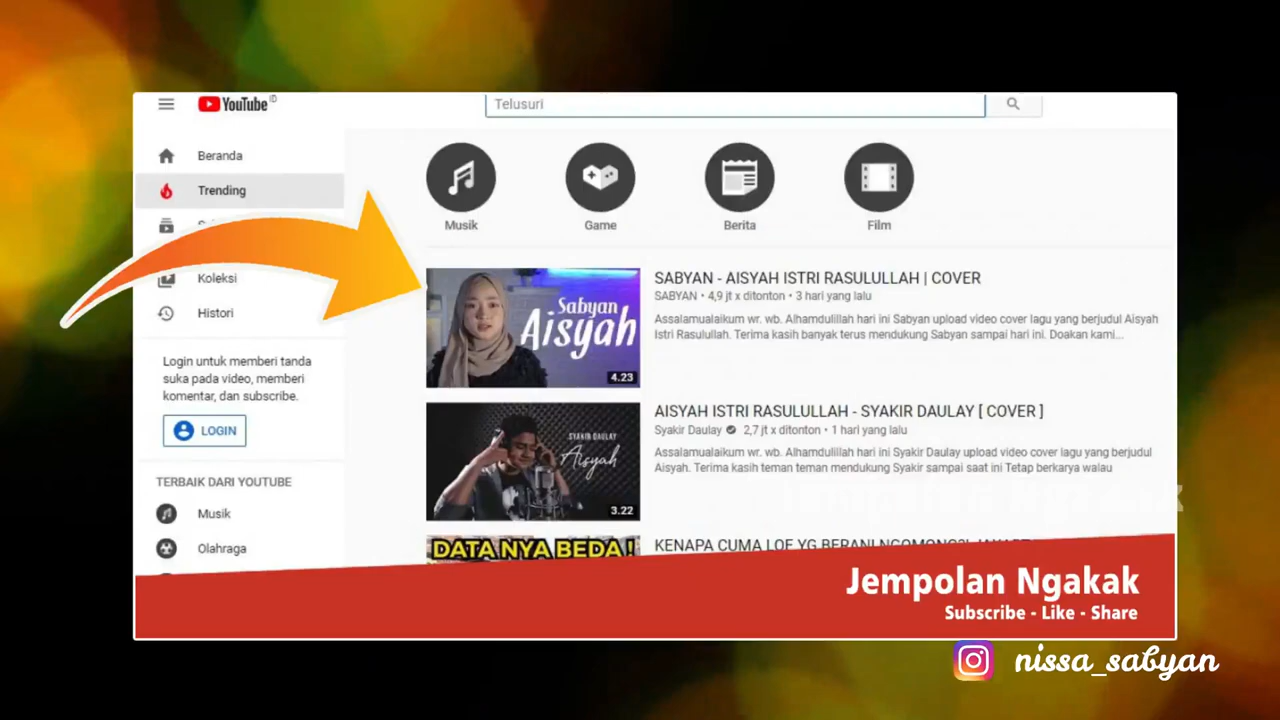 YouTube ID
Telusuri
Beranda
Trending
Koleksi
Histori
Login untuk memberi tanda
suka pada video, memberi
komentar, dan subscribe.
LOGIN
TERBAIK DARI YOUTUBE
Musik
Olahraga
Musik
Game
Berita
Film
Sabyan
Aisyah
4.23
SABYAN - AISYAH ISTRI RASULULLAH | COVER
SABYAN • 4,9 jt x ditonton • 3 hari yang lalu
Assalamualaikum wr. wb. Alhamdulillah hari ini Sabyan upload video cover lagu yang berjudul Aisyah
Istri Rasulullah. Terima kasih banyak terus mendukung Sabyan sampai hari ini. Doakan kami...
SYAKIR DAULAY
Aisyah
3.22
AISYAH ISTRI RASULULLAH - SYAKIR DAULAY [ COVER ]
Syakir Daulay 2,7 jt x ditonton • 1 hari yang lalu
Assalamualaikum wr. wb. Alhamdulillah hari ini Syakir Daulay upload video cover lagu yang berjudul
Aisyah. Terima kasih teman teman mendukung Syakir sampai saat ini Tetap berkarya walau
DATA NYA BEDA !
KENAPA CUMA LOE YG BERANI
Jempolan Ngakak
Subscribe - Like - Share
nissa_sabyan